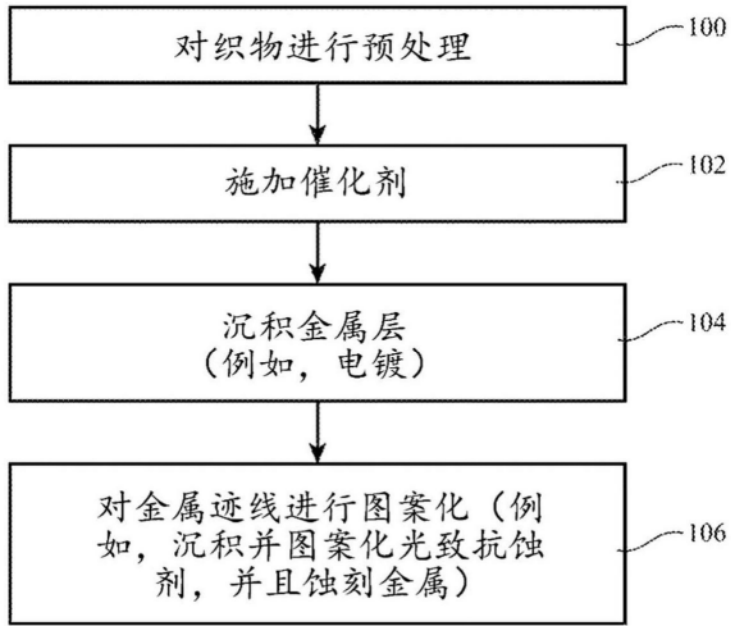 对织物进行预处理
100
施加催化剂
102
沉积金属层
(例如，电镀)
104
对金属迹线进行图案化（例
如，沉积并图案化光致抗蚀
剂，并且蚀刻金属）
106